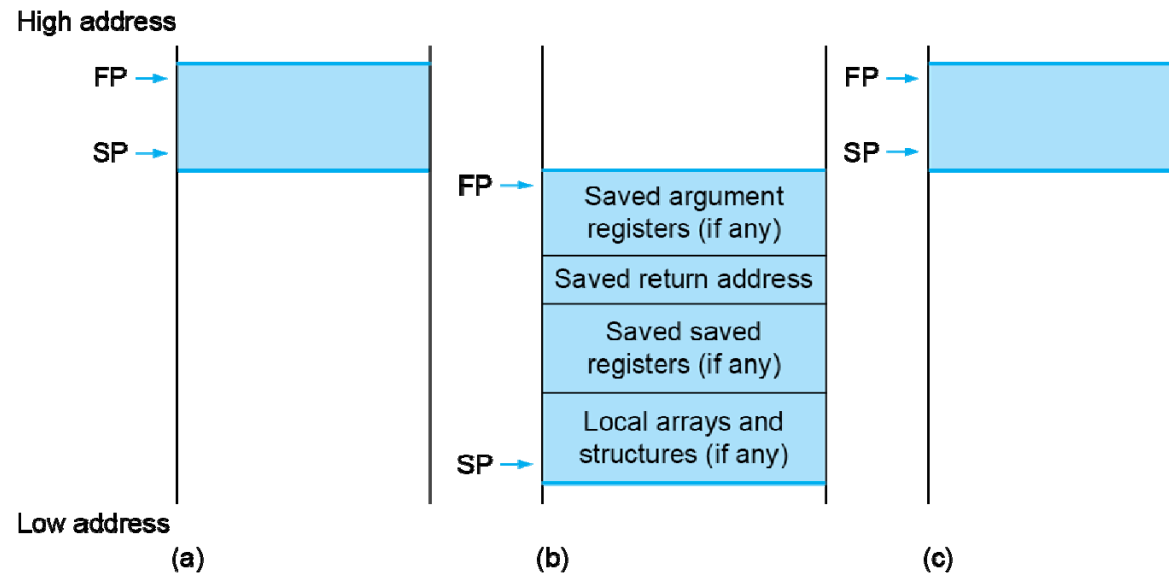 High address
FP
SP
FP
Saved argument
registers (if any)
Saved return address
Saved saved
registers (if any)
Local arrays and
structures (if any)
SP
FP
SP
Low address
(a)
(b)
(c)